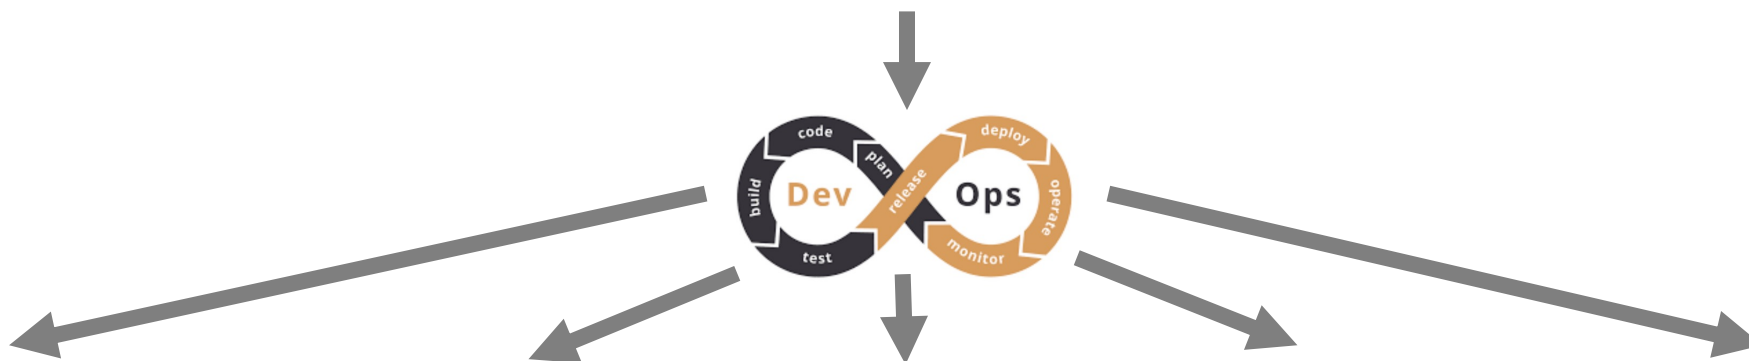 plan
code
build
test
release
deploy
operate
monitor
Dev
Ops